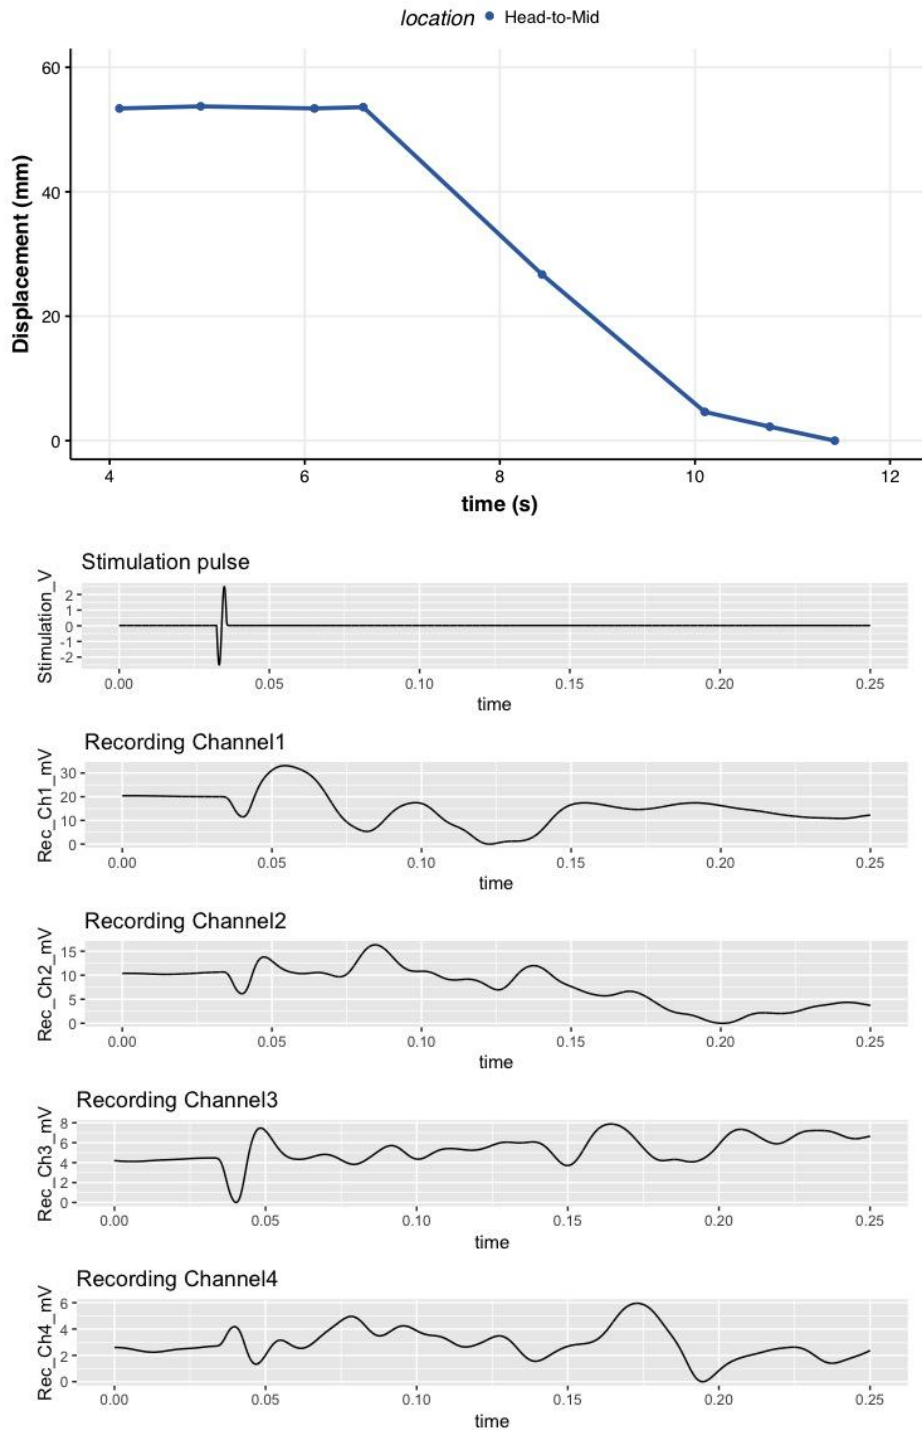 location Head-to-Mid
60
40
20
0
Displacement (mm)
4 6 8 10 12
time (s)
Stimulation pulse
Stimulation_V
2
1
0
-1
-2
0.00 0.05 0.10 0.15 0.20 0.25
time
Recording Channel1
Rec_Ch1_mV
30
20
10
0
0.00 0.05 0.10 0.15 0.20 0.25
time
Recording Channel2
Rec_Ch2_mV
15
10
5
0
0.00 0.05 0.10 0.15 0.20 0.25
time
Recording Channel3
Rec_Ch3_mV
8
6
4
2
0
0.00 0.05 0.10 0.15 0.20 0.25
time
Recording Channel4
Rec_Ch4_mV
6
4
2
0
0.00 0.05 0.10 0.15 0.20 0.25
time